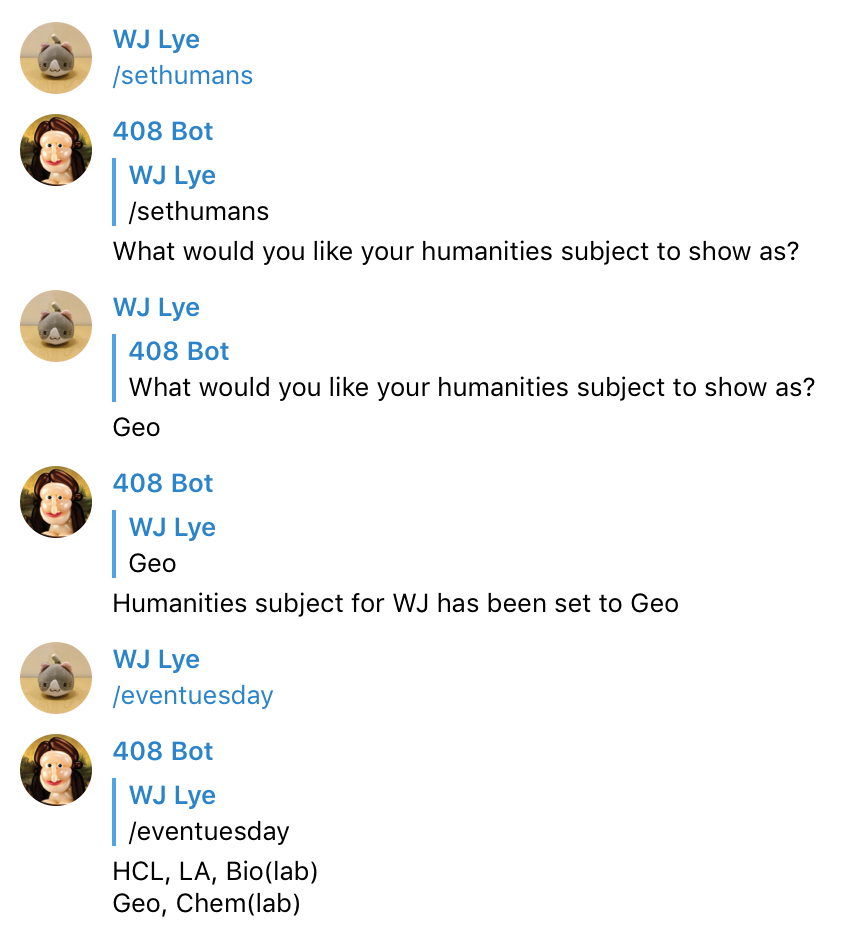 WJ Lye
/sethumans
408 Bot
WJ Lye
/sethumans
What would you like your humanities subject to show as?
WJ Lye
408 Bot
What would you like your humanities subject to show as?
Geo
408 Bot
WJ Lye
Geo
Humanities subject for WJ has been set to Geo
WJ Lye
/eventuesday
408 Bot
WJ Lye
/eventuesday
HCL, LA, Bio(lab)
Geo, Chem(lab)